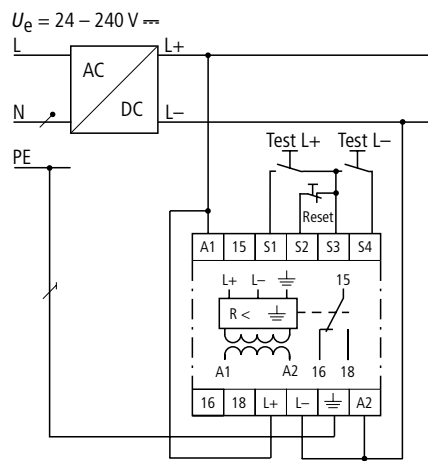 Ue = 24 – 240 V ⎓
L L+
AC
DC
N L–
PE
Test L+ Test L–
Reset
A1 15 S1 S2 S3 S4
L+ L– 15
R <
A1 A2 16 18
16 18 L+ L– A2